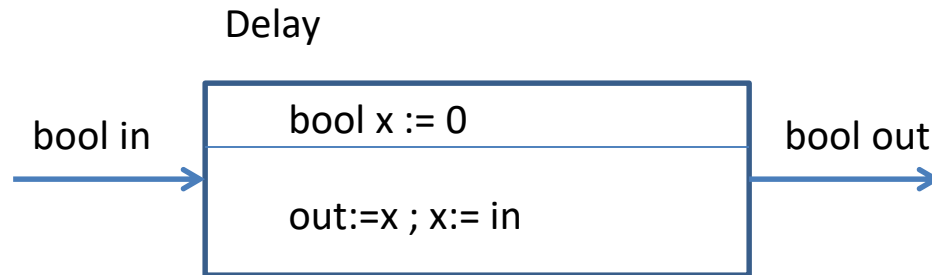 Delay
bool in
bool x := 0
bool out
out:=x ; x:= in